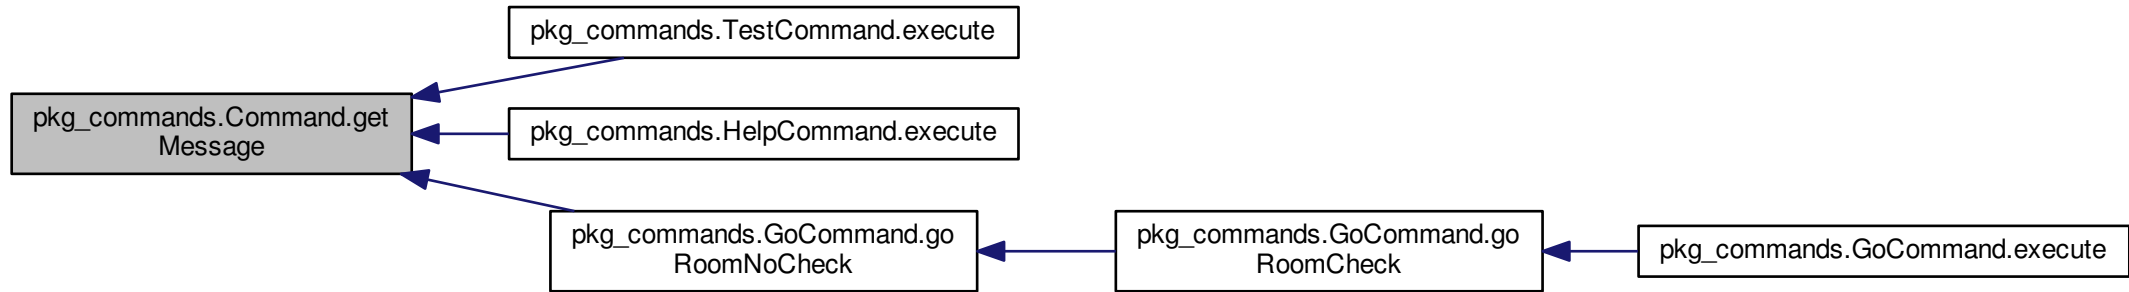 pkg_commands.TestCommand.execute
pkg_commands.Command.get
Message
pkg_commands.HelpCommand.execute
pkg_commands.GoCommand.go
RoomNoCheck
pkg_commands.GoCommand.go
RoomCheck
pkg_commands.GoCommand.execute